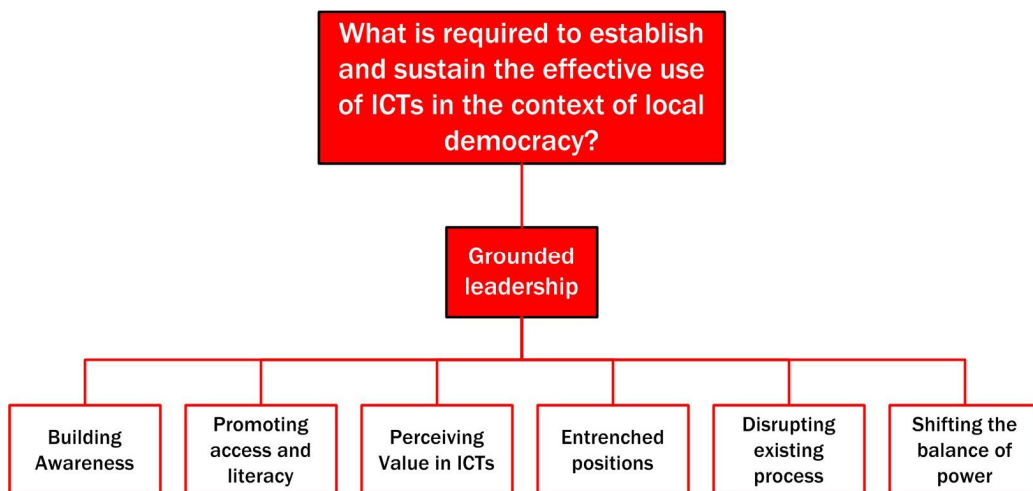 What is required to establish
and sustain the effective use
of ICTs in the context of local
democracy?
Grounded
leadership
Building
Awareness
Promoting
access and
literacy
Perceiving
Value in ICTs
Entrenched
positions
Disrupting
existing
process
Shifting the
balance of
power